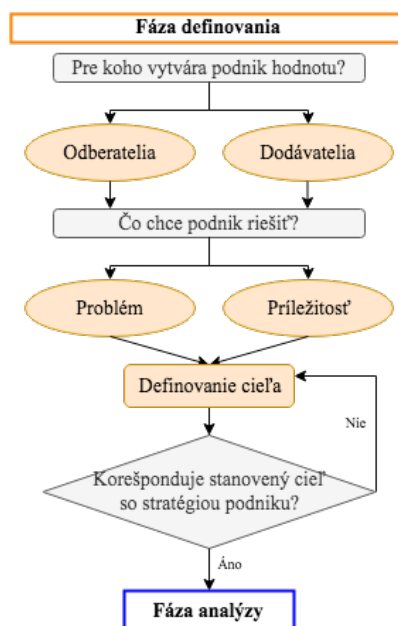 Fáza definovania
Pre koho vytvára podnik hodnotu?
Odberatelia
Dodávatelia
Čo chce podnik riešiť?
Problém
Príležitosť
Definovanie cieľa
Nie
Korešponduje stanovený cieľ
so stratégiou podniku?
Áno
Fáza analýzy